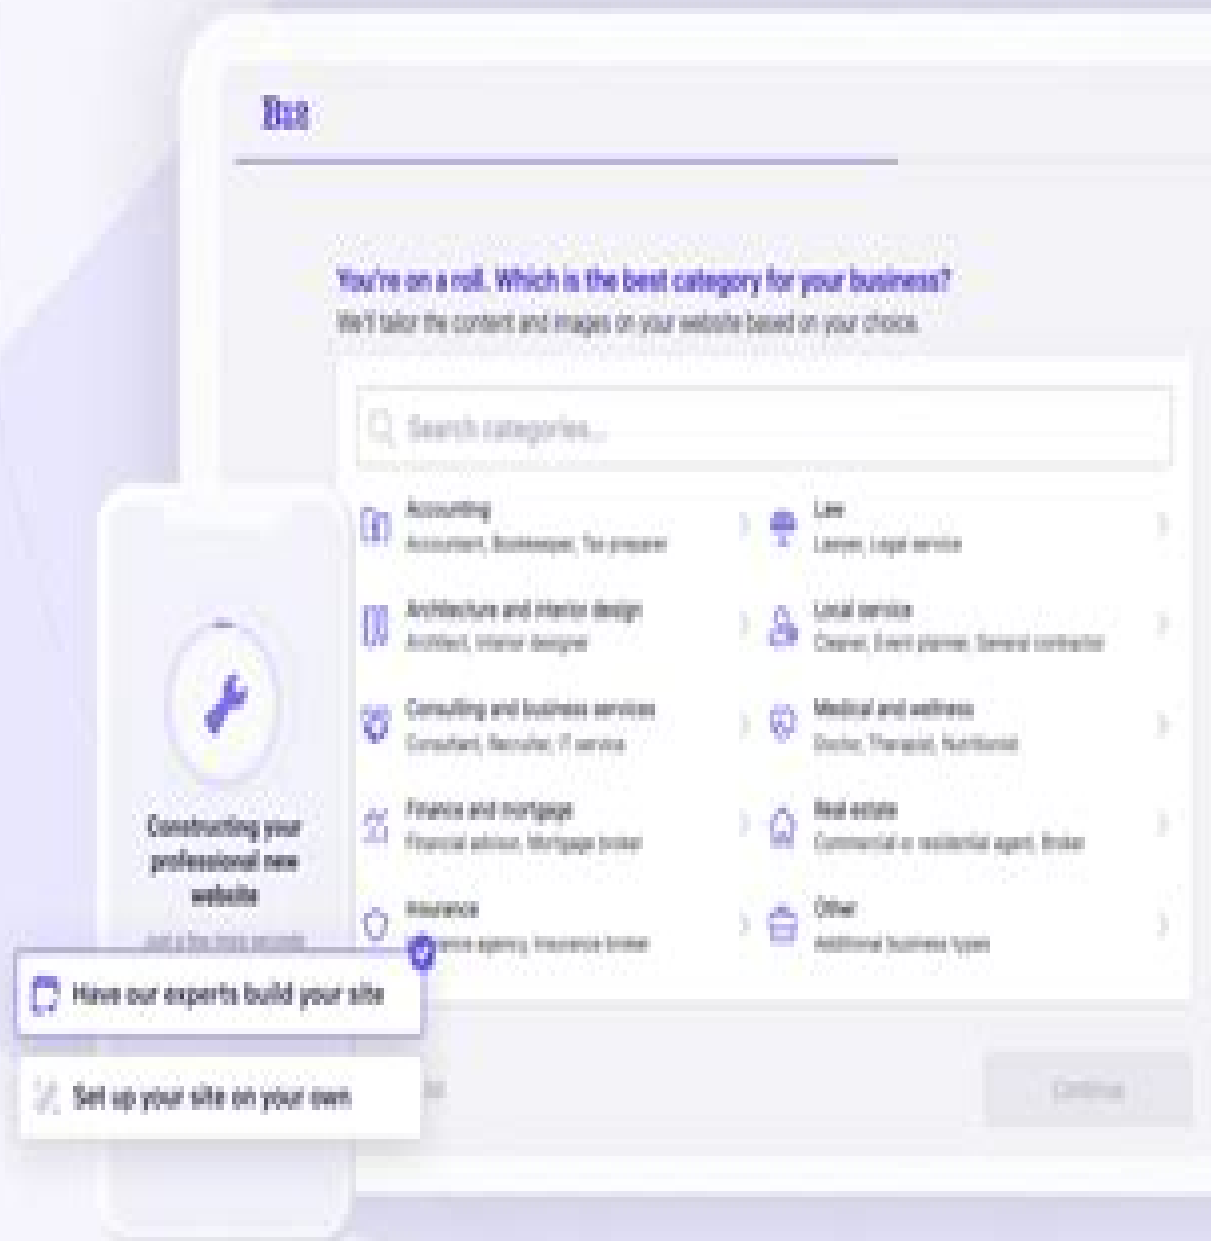 B12
You're on a roll. Which is the best category for your business?
We'll tailor the content and images on your website based on your choice.
Search categories...
Accounting
Accountant, Bookkeeper, Tax preparer
Law
Lawyer, Legal service
Architecture and interior design
Architect, Interior designer
Local service
Cleaner, Event planner, General contractor
Consulting and business services
Consultant, Recruiter, IT service
Medical and wellness
Doctor, Therapist, Nutritionist
Finance and mortgage
Financial advisor, Mortgage broker
Real estate
Commercial or residential agent, Broker
Insurance
agency, Insurance broker
Other
Additional business types
Continue
Constructing your
professional new
website
Just a few more seconds
Have our experts build your site
Set up your site on your own